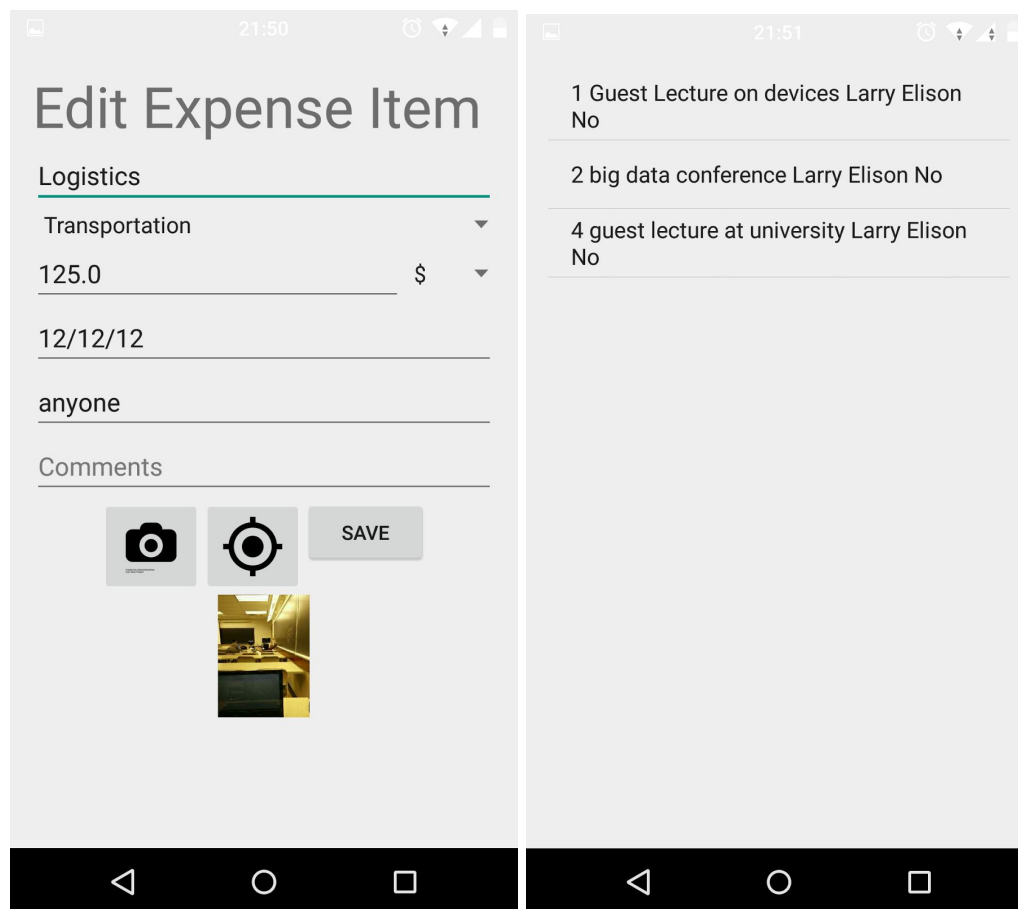 21:50
Edit Expense Item
Logistics
Transportation
125.0 $
12/12/12
anyone
Comments
SAVE
21:51
1 Guest Lecture on devices Larry Elison
No
2 big data conference Larry Elison No
4 guest lecture at university Larry Elison
No